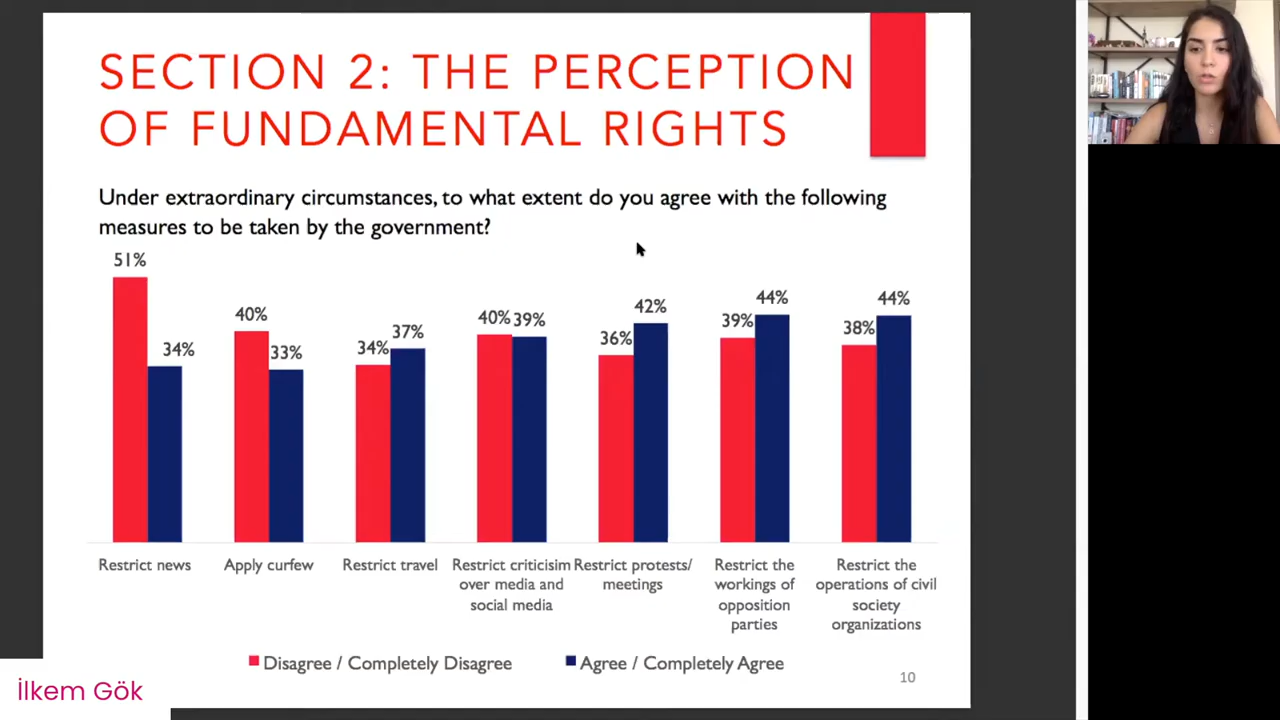 SECTION 2: THE PERCEPTION
OF FUNDAMENTAL RIGHTS
Under extraordinary circumstances, to what extent do you agree with the following
measures to be taken by the government?
51%
34%
40%
33%
34%
37%
40%
39%
36%
42%
39%
44%
38%
44%
Restrict news
Apply curfew
Restrict travel
Restrict criticisim
over media and
social media
Restrict protests/
meetings
Restrict the
workings of
opposition
parties
Restrict the
operations of civil
society
organizations
Disagree / Completely Disagree
Agree / Completely Agree
10
İlkem Gök